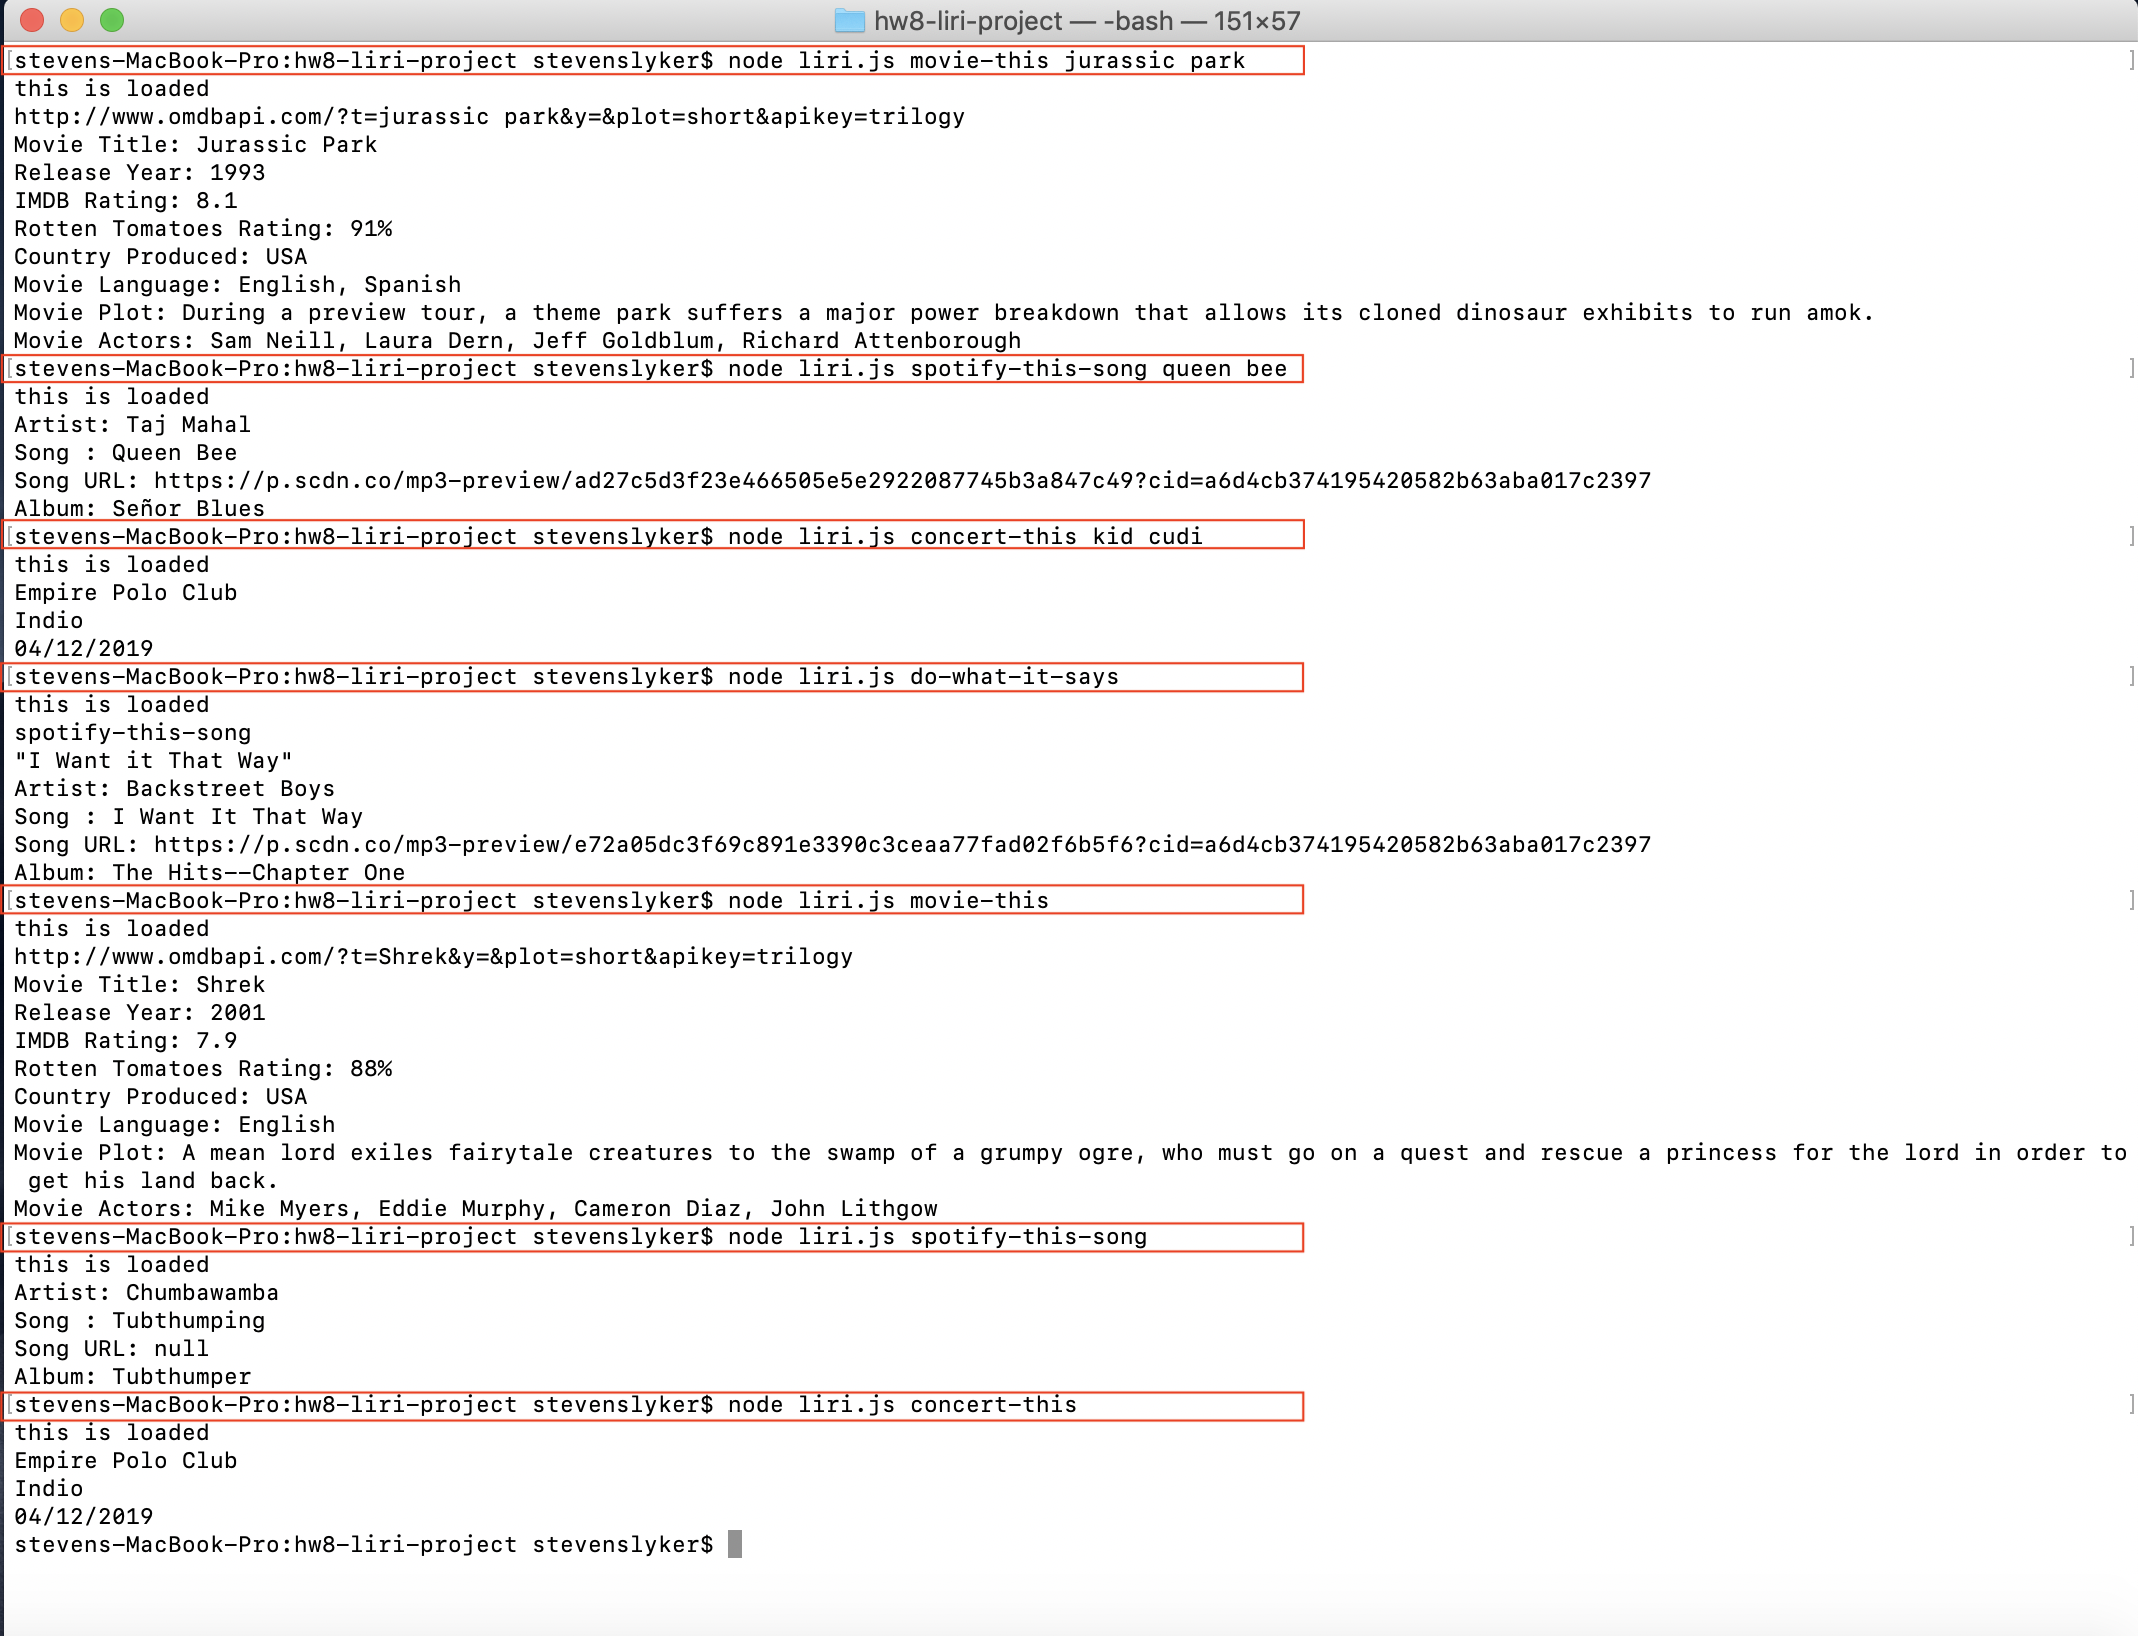 hw8-liri-project — -bash — 151×57
[stevens-MacBook-Pro:hw8-liri-project stevenslyker$ node liri.js movie-this jurassic park ]
this is loaded
http://www.omdbapi.com/?t=jurassic park&y=&plot=short&apikey=trilogy
Movie Title: Jurassic Park
Release Year: 1993
IMDB Rating: 8.1
Rotten Tomatoes Rating: 91%
Country Produced: USA
Movie Language: English, Spanish
Movie Plot: During a preview tour, a theme park suffers a major power breakdown that allows its cloned dinosaur exhibits to run amok.
Movie Actors: Sam Neill, Laura Dern, Jeff Goldblum, Richard Attenborough
[stevens-MacBook-Pro:hw8-liri-project stevenslyker$ node liri.js spotify-this-song queen bee ]
this is loaded
Artist: Taj Mahal
Song : Queen Bee
Song URL: https://p.scdn.co/mp3-preview/ad27c5d3f23e466505e5e2922087745b3a847c49?cid=a6d4cb374195420582b63aba017c2397
Album: Señor Blues
[stevens-MacBook-Pro:hw8-liri-project stevenslyker$ node liri.js concert-this kid cudi ]
this is loaded
Empire Polo Club
Indio
04/12/2019
[stevens-MacBook-Pro:hw8-liri-project stevenslyker$ node liri.js do-what-it-says ]
this is loaded
spotify-this-song
"I Want it That Way"
Artist: Backstreet Boys
Song : I Want It That Way
Song URL: https://p.scdn.co/mp3-preview/e72a05dc3f69c891e3390c3ceaa77fad02f6b5f6?cid=a6d4cb374195420582b63aba017c2397
Album: The Hits--Chapter One
[stevens-MacBook-Pro:hw8-liri-project stevenslyker$ node liri.js movie-this ]
this is loaded
http://www.omdbapi.com/?t=Shrek&y=&plot=short&apikey=trilogy
Movie Title: Shrek
Release Year: 2001
IMDB Rating: 7.9
Rotten Tomatoes Rating: 88%
Country Produced: USA
Movie Language: English
Movie Plot: A mean lord exiles fairytale creatures to the swamp of a grumpy ogre, who must go on a quest and rescue a princess for the lord in order to
 get his land back.
Movie Actors: Mike Myers, Eddie Murphy, Cameron Diaz, John Lithgow
[stevens-MacBook-Pro:hw8-liri-project stevenslyker$ node liri.js spotify-this-song ]
this is loaded
Artist: Chumbawamba
Song : Tubthumping
Song URL: null
Album: Tubthumper
[stevens-MacBook-Pro:hw8-liri-project stevenslyker$ node liri.js concert-this ]
this is loaded
Empire Polo Club
Indio
04/12/2019
stevens-MacBook-Pro:hw8-liri-project stevenslyker$